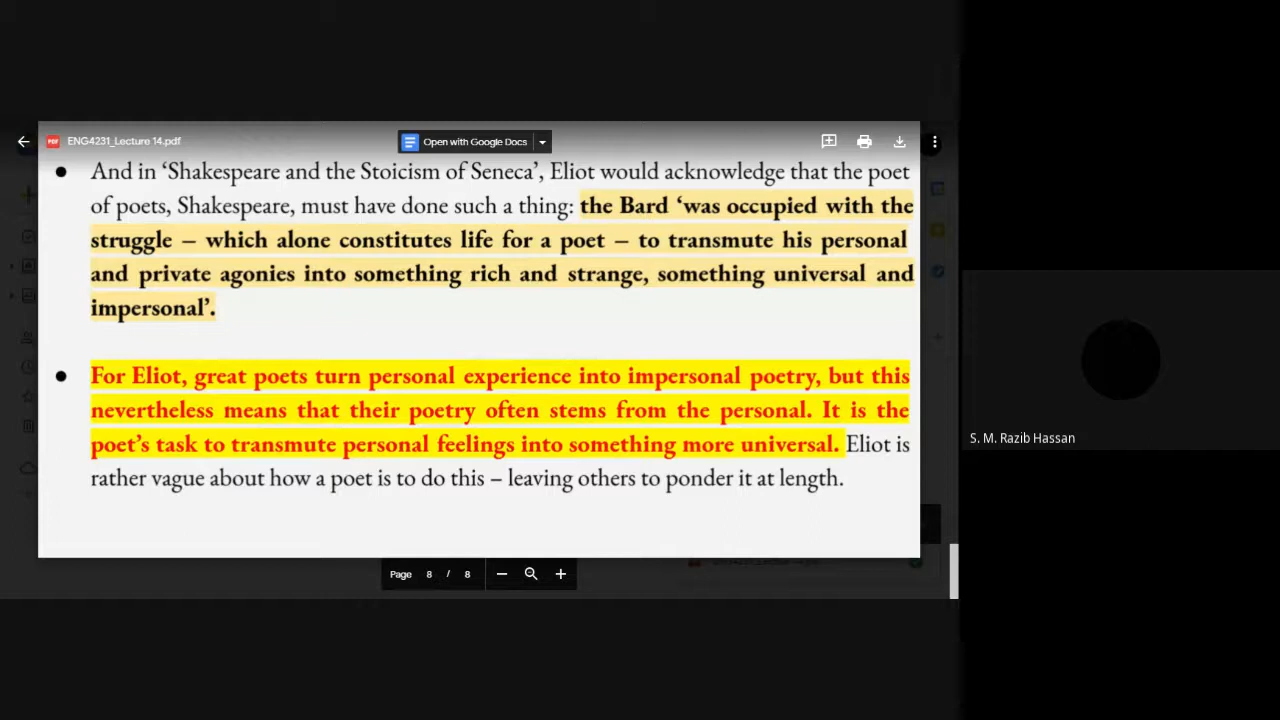 ENG4231_Lecture 14.pdf
Open with Google Docs
● And in ‘Shakespeare and the Stoicism of Seneca’, Eliot would acknowledge that the poet
of poets, Shakespeare, must have done such a thing: the Bard ‘was occupied with the
struggle – which alone constitutes life for a poet – to transmute his personal
and private agonies into something rich and strange, something universal and
impersonal’.
● For Eliot, great poets turn personal experience into impersonal poetry, but this
nevertheless means that their poetry often stems from the personal. It is the
poet’s task to transmute personal feelings into something more universal. Eliot is
rather vague about how a poet is to do this – leaving others to ponder it at length.
S. M. Razib Hassan
Page 8 / 8